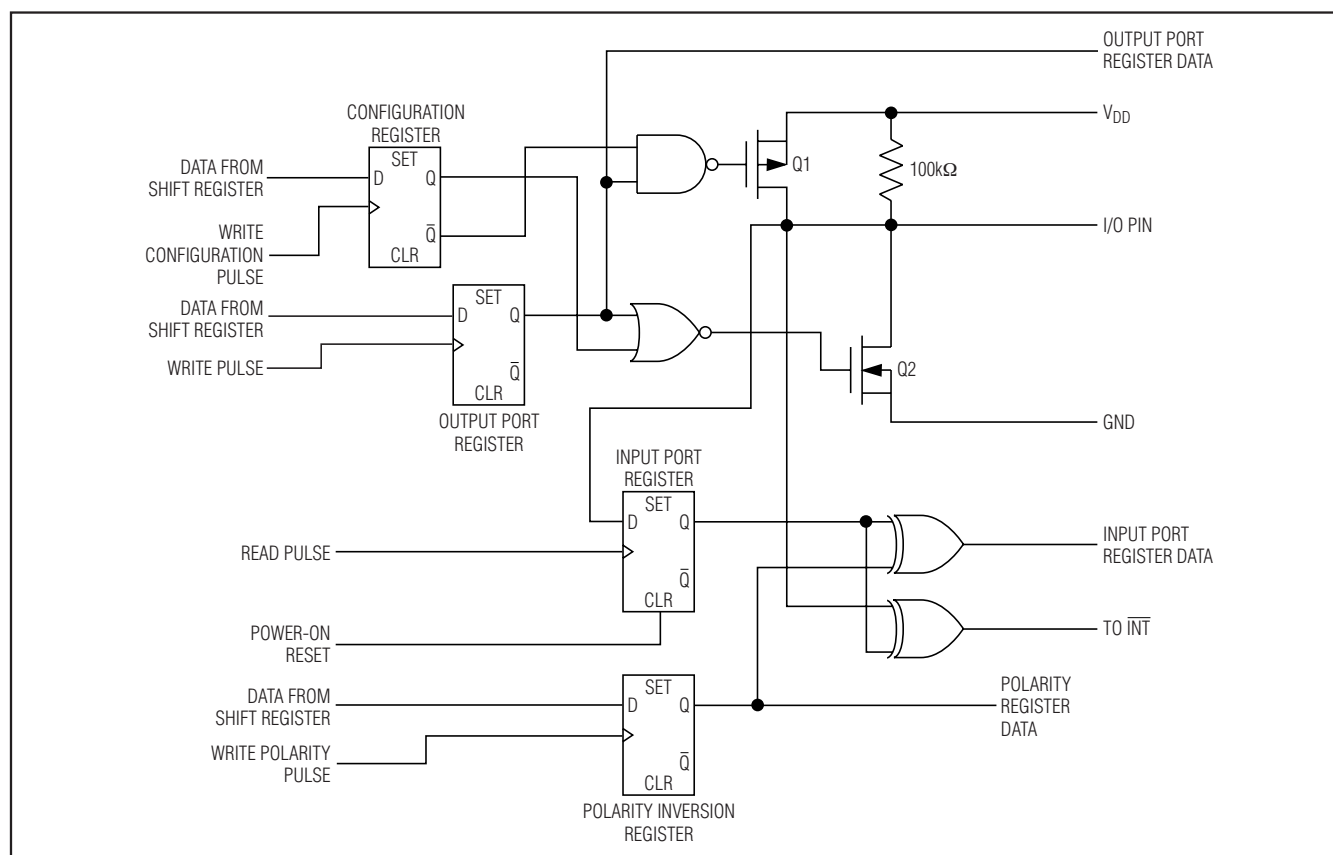 OUTPUT PORT
REGISTER DATA
CONFIGURATION
REGISTER
V_DD
DATA FROM
SHIFT REGISTER
SET
D
Q
Q1
100kΩ
WRITE
CONFIGURATION
PULSE
Q̅
CLR
I/O PIN
DATA FROM
SHIFT REGISTER
SET
D
Q
WRITE PULSE
Q̅
CLR
Q2
OUTPUT PORT
REGISTER
GND
INPUT PORT
REGISTER
SET
D
Q
READ PULSE
Q̅
CLR
INPUT PORT
REGISTER DATA
POWER-ON
RESET
TO I̅N̅T̅
DATA FROM
SHIFT REGISTER
SET
D
Q
POLARITY
REGISTER
DATA
WRITE POLARITY
PULSE
Q̅
CLR
POLARITY INVERSION
REGISTER